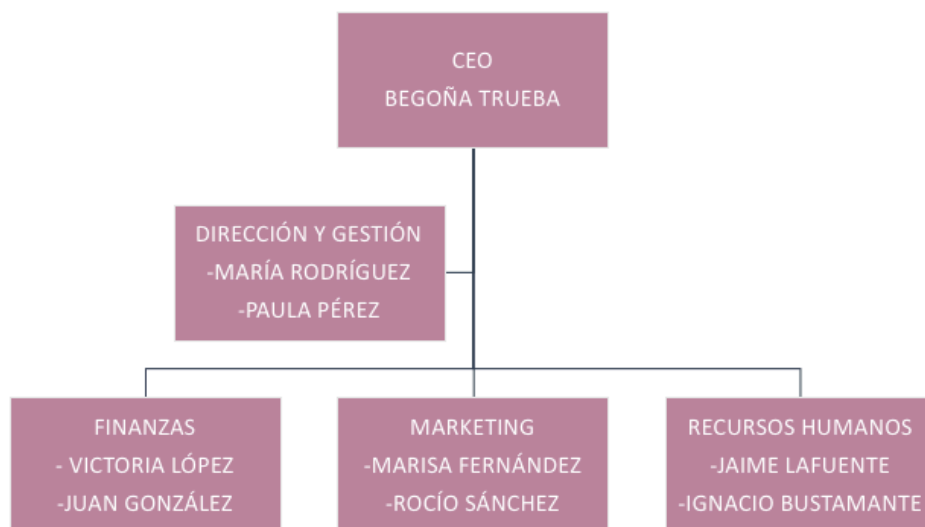 CEO
BEGOÑA TRUEBA
DIRECCIÓN Y GESTIÓN
-MARÍA RODRÍGUEZ
-PAULA PÉREZ
FINANZAS
- VICTORIA LÓPEZ
-JUAN GONZÁLEZ
MARKETING
-MARISA FERNÁNDEZ
-ROCÍO SÁNCHEZ
RECURSOS HUMANOS
-JAIME LAFUENTE
-IGNACIO BUSTAMANTE